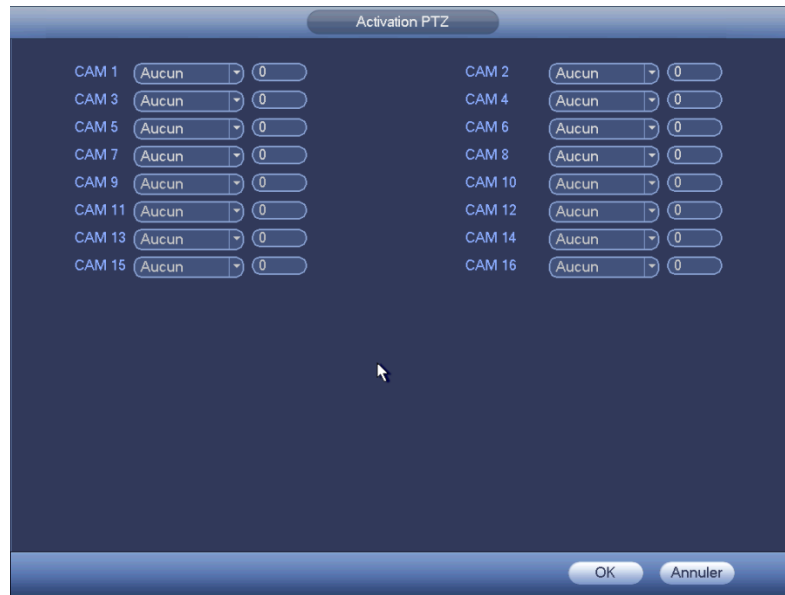 Activation PTZ
CAM 1 Aucun 0 CAM 2 Aucun 0
CAM 3 Aucun 0 CAM 4 Aucun 0
CAM 5 Aucun 0 CAM 6 Aucun 0
CAM 7 Aucun 0 CAM 8 Aucun 0
CAM 9 Aucun 0 CAM 10 Aucun 0
CAM 11 Aucun 0 CAM 12 Aucun 0
CAM 13 Aucun 0 CAM 14 Aucun 0
CAM 15 Aucun 0 CAM 16 Aucun 0
OK Annuler